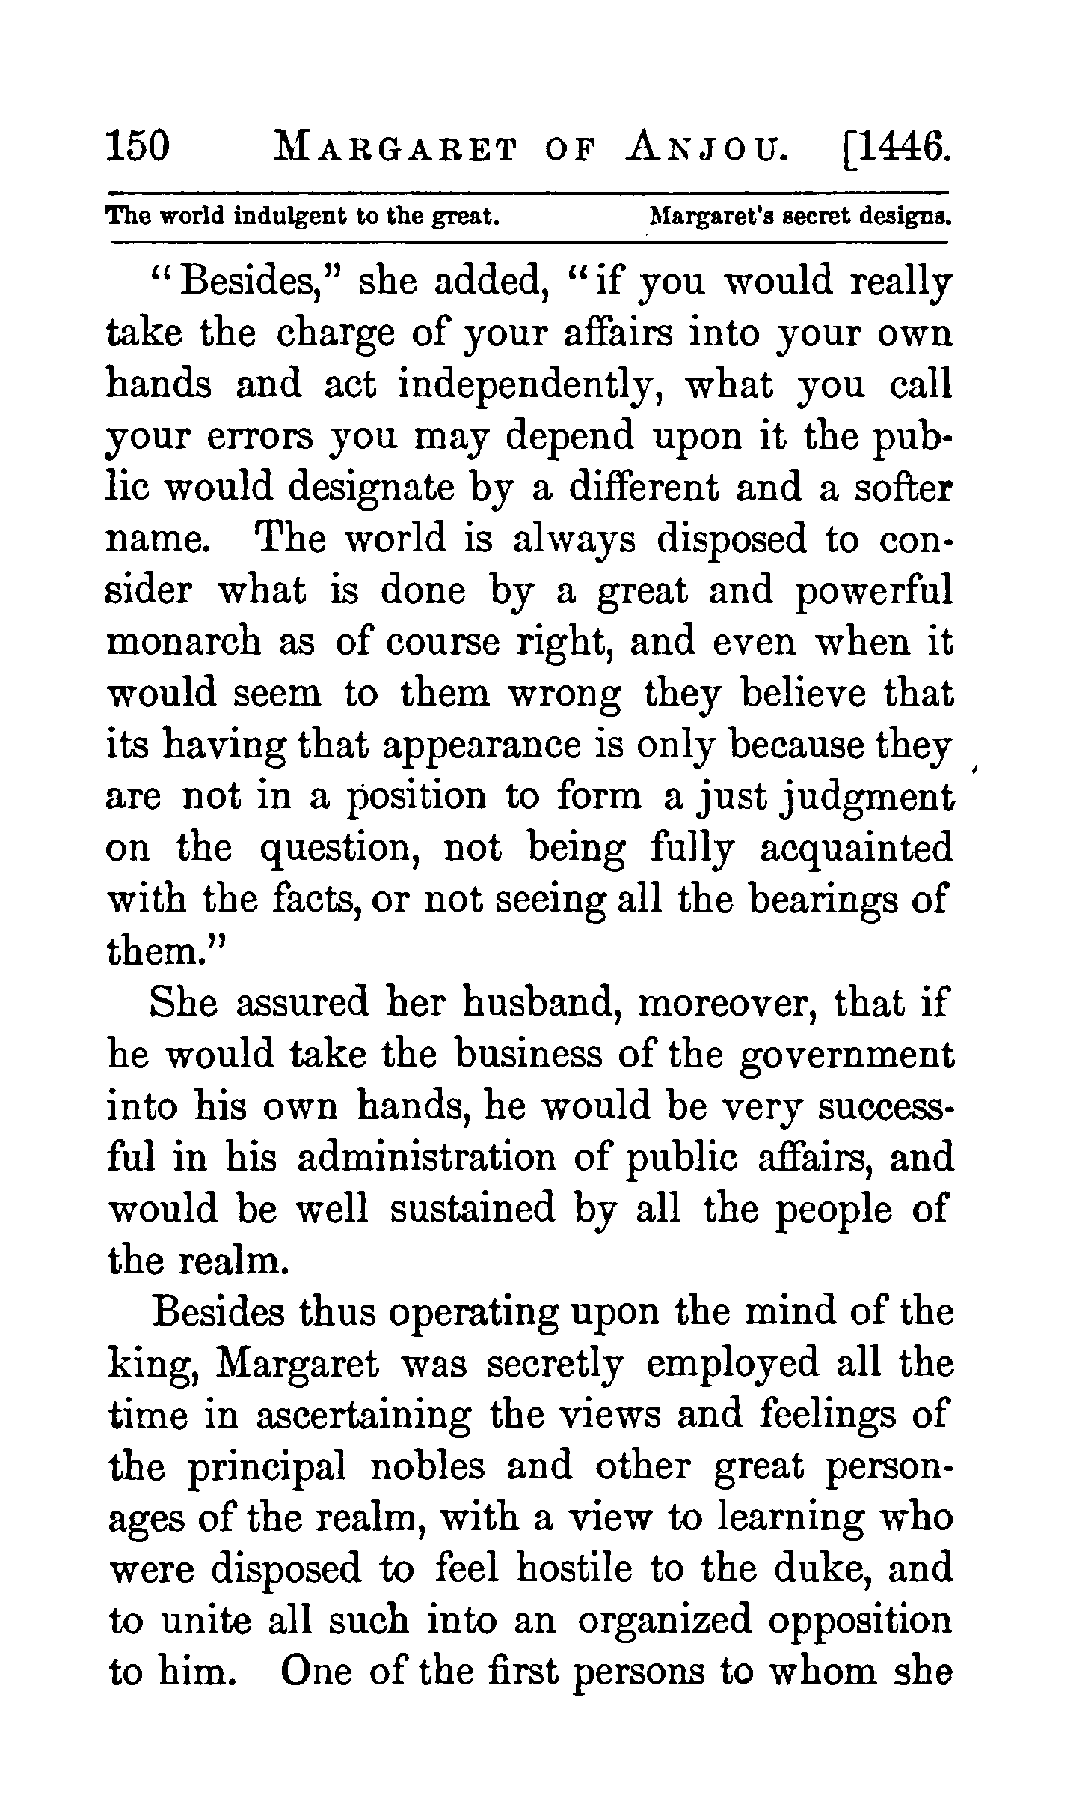 150 MARGARET OF ANJOU. [1446.
The world indulgent to the great. Margaret's secret designs.
"Besides," she added, "if you would really
take the charge of your affairs into your own
hands and act independently, what you call
your errors you may depend upon it the pub-
lic would designate by a different and a softer
name. The world is always disposed to con-
sider what is done by a great and powerful
monarch as of course right, and even when it
would seem to them wrong they believe that
its having that appearance is only because they
are not in a position to form a just judgment
on the question, not being fully acquainted
with the facts, or not seeing all the bearings of
them."
She assured her husband, moreover, that if
he would take the business of the government
into his own hands, he would be very success-
ful in his administration of public affairs, and
would be well sustained by all the people of
the realm.
Besides thus operating upon the mind of the
king, Margaret was secretly employed all the
time in ascertaining the views and feelings of
the principal nobles and other great person-
ages of the realm, with a view to learning who
were disposed to feel hostile to the duke, and
to unite all such into an organized opposition
to him. One of the first persons to whom she